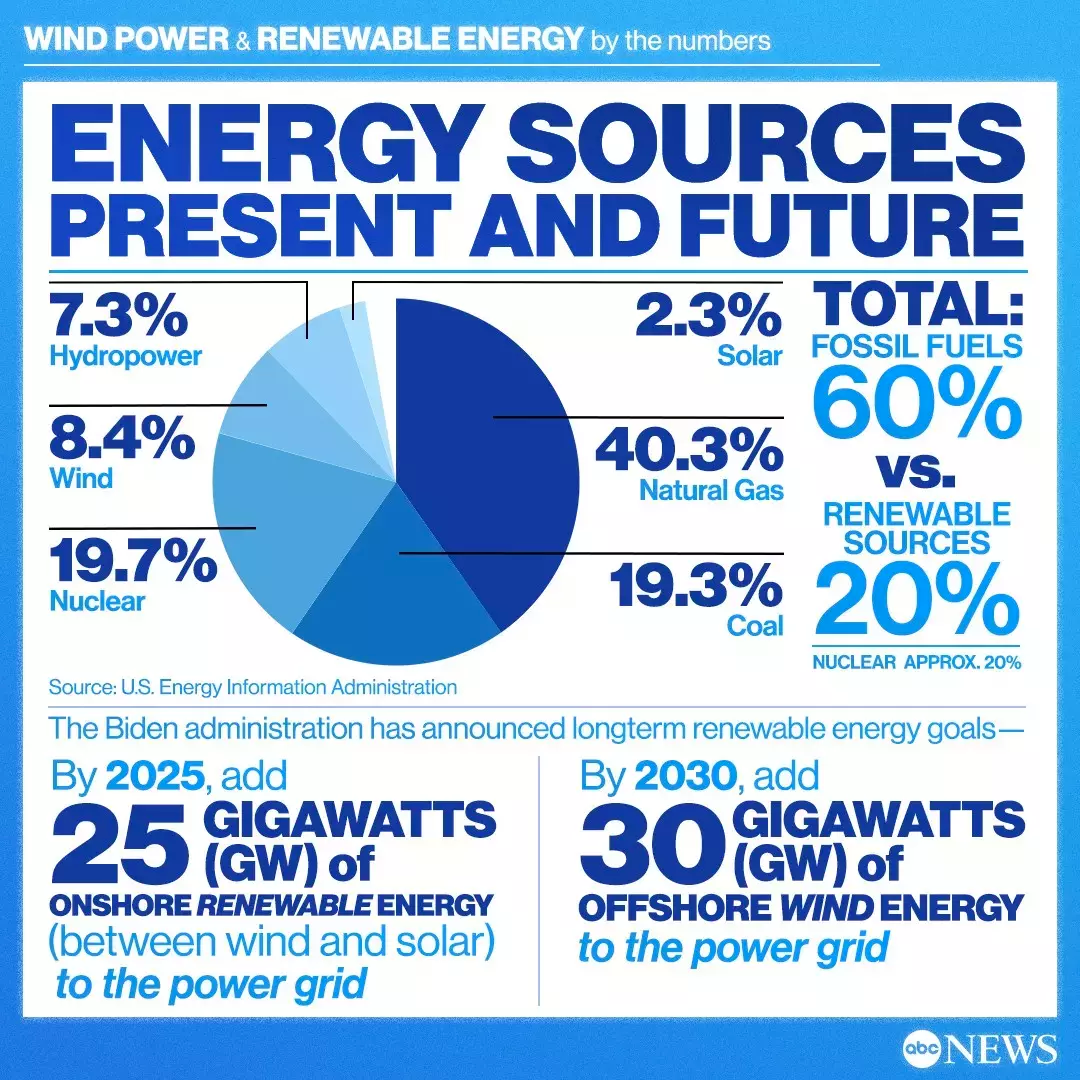 WIND POWER & RENEWABLE ENERGY by the numbers
ENERGY SOURCES
PRESENT AND FUTURE
7.3%
Hydropower
8.4%
Wind
19.7%
Nuclear
2.3%
Solar
40.3%
Natural Gas
19.3%
Coal
TOTAL:
FOSSIL FUELS
60%
VS.
RENEWABLE
SOURCES
20%
NUCLEAR APPROX. 20%
Source: U.S. Energy Information Administration
The Biden administration has announced longterm renewable energy goals—
By 2025, add
25 GIGAWATTS
(GW) of
ONSHORE RENEWABLE ENERGY
(between wind and solar)
to the power grid
By 2030, add
30 GIGAWATTS
(GW) of
OFFSHORE WIND ENERGY
to the power grid
abc NEWS